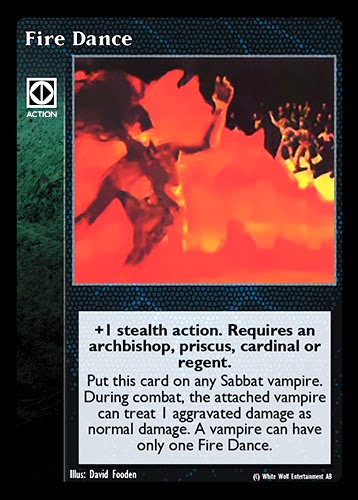 Fire Dance
ACTION
+1 stealth action. Requires an
archbishop, priscus, cardinal or
regent.
Put this card on any Sabbat vampire.
During combat, the attached vampire
can treat 1 aggravated damage as
normal damage. A vampire can have
only one Fire Dance.
Illus: David Fooden
(C) White Wolf Entertainment AB